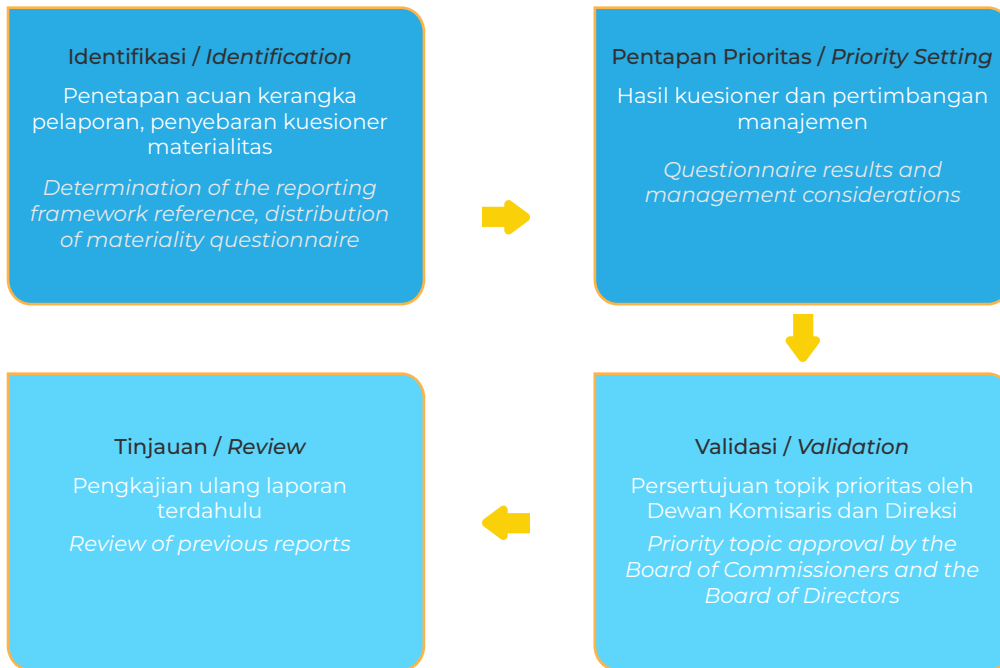 Identifikasi / Identification
Penetapan acuan kerangka
pelaporan, penyebaran kuesioner
materialitas
Determination of the reporting
framework reference, distribution
of materiality questionnaire
Pentapan Prioritas / Priority Setting
Hasil kuesioner dan pertimbangan
manajemen
Questionnaire results and
management considerations
Tinjauan / Review
Pengkajian ulang laporan
terdahulu
Review of previous reports
Validasi / Validation
Persertujuan topik prioritas oleh
Dewan Komisaris dan Direksi
Priority topic approval by the
Board of Commissioners and the
Board of Directors